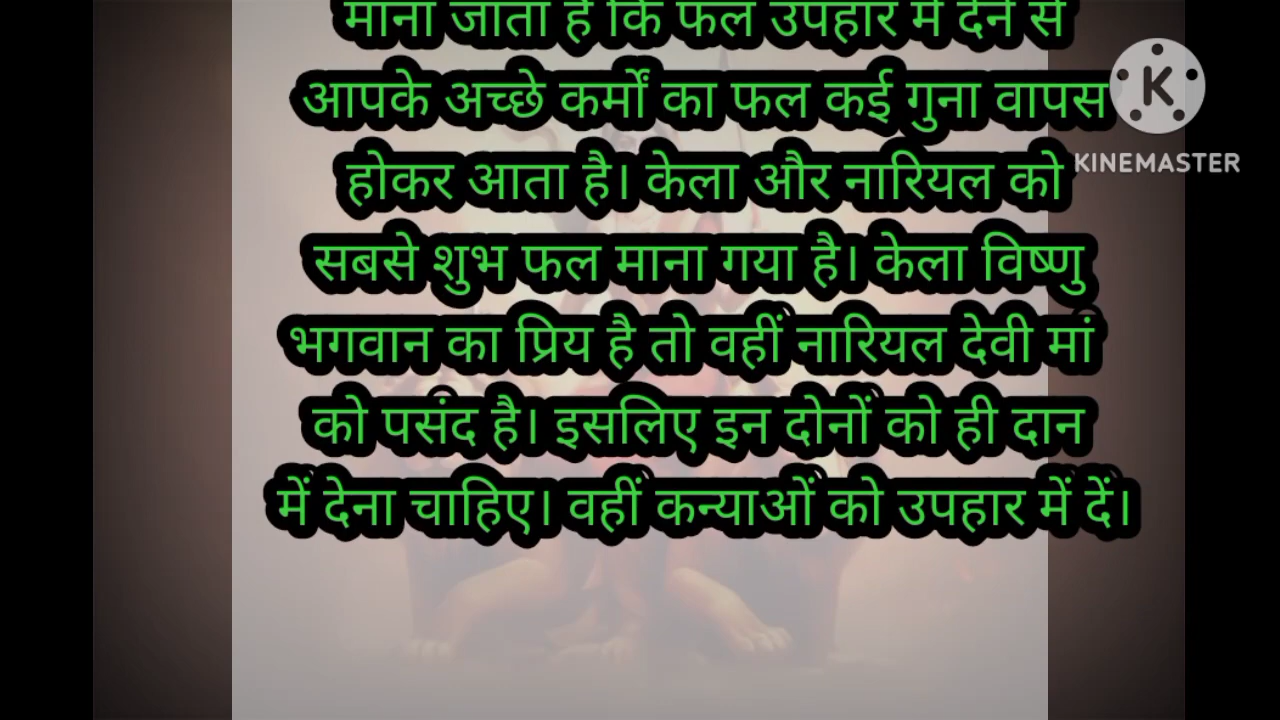 माना जाता है कि फल उपहार में देने से
आपके अच्छे कर्मों का फल कई गुना वापस
होकर आता है। केला और नारियल को
सबसे शुभ फल माना गया है। केला विष्णु
भगवान का प्रिय है तो वहीं नारियल देवी मां
को पसंद है। इसलिए इन दोनों को ही दान
में देना चाहिए। वहीं कन्याओं को उपहार में दें।
K
KINEMASTER